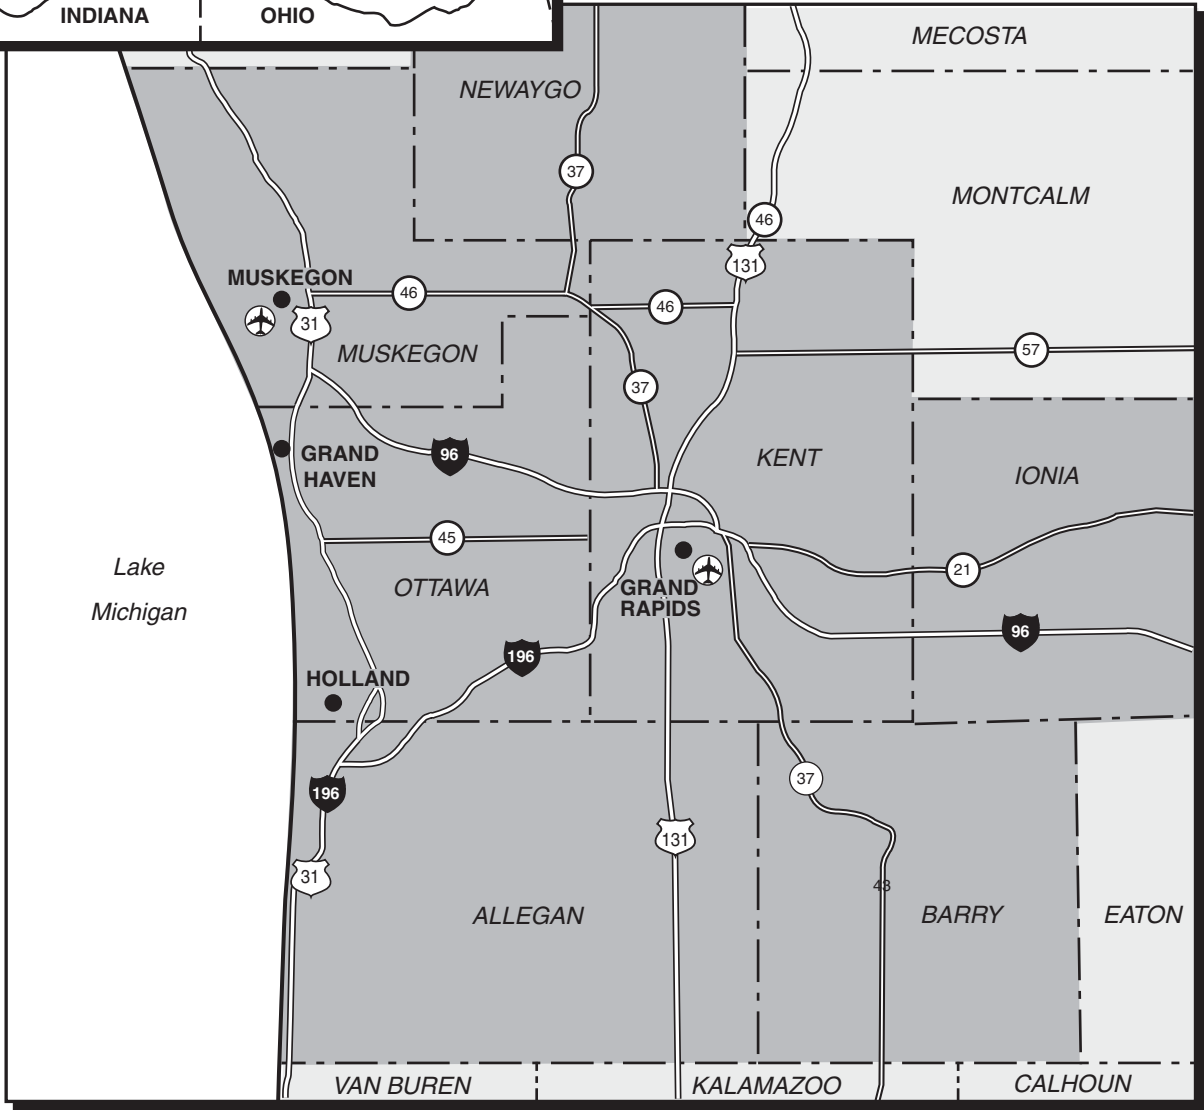 INDIANA
OHIO
MECOSTA
NEWAYGO
37
MONTCALM
46
131
MUSKEGON
46
46
31
MUSKEGON
57
37
GRAND
HAVEN
96
KENT
IONIA
45
Lake
Michigan
OTTAWA
21
GRAND
RAPIDS
96
196
HOLLAND
37
196
131
31
43
ALLEGAN
BARRY
EATON
VAN BUREN
KALAMAZOO
CALHOUN